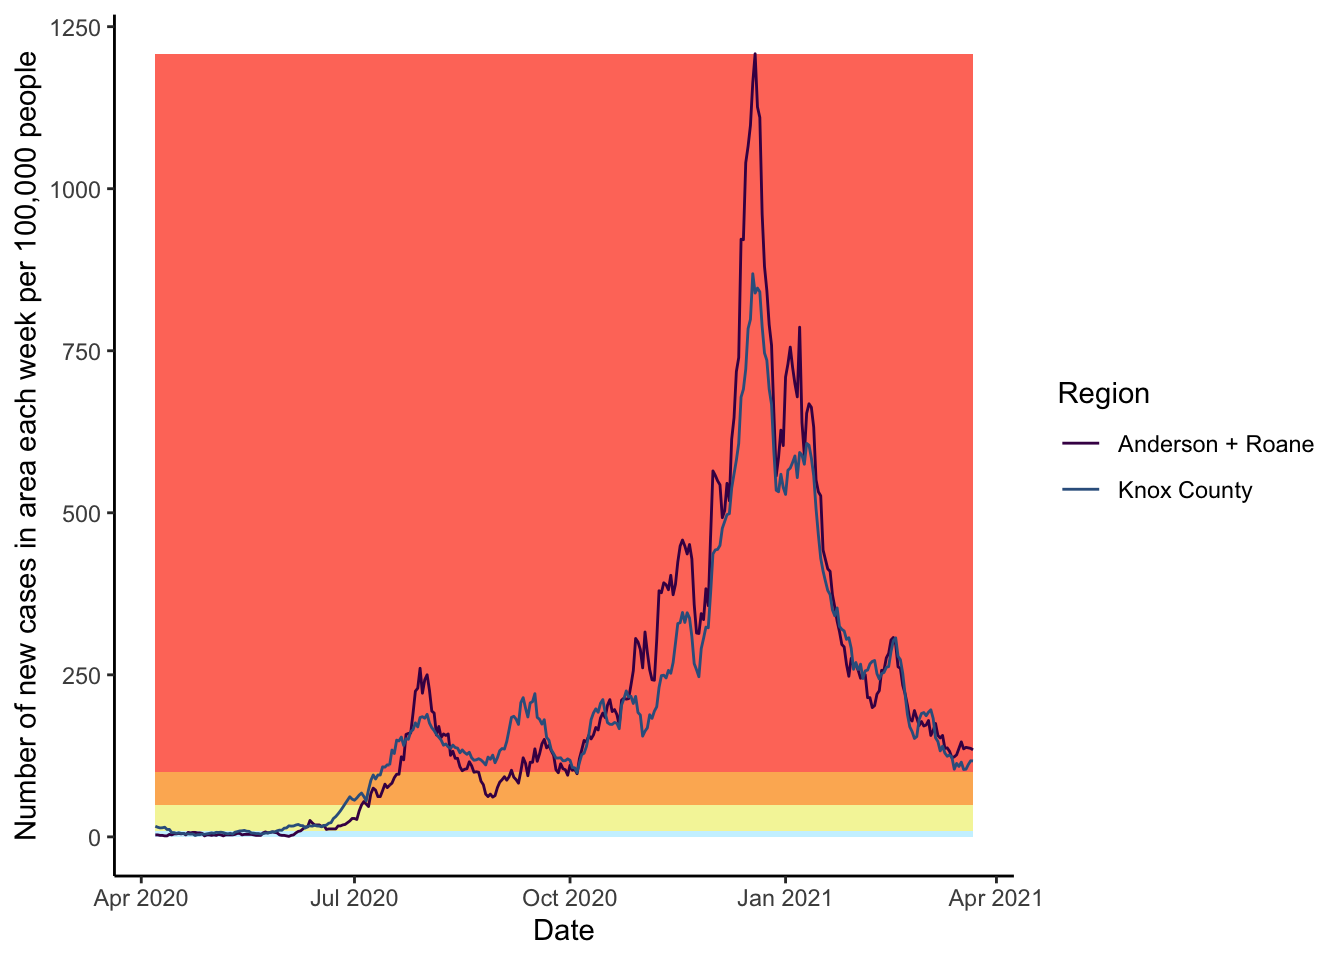 Number of new cases in area each week per 100,000 people
1250
1000
750
500
250
0
Apr 2020
Jul 2020
Oct 2020
Jan 2021
Apr 2021
Date
Region
Anderson + Roane
Knox County